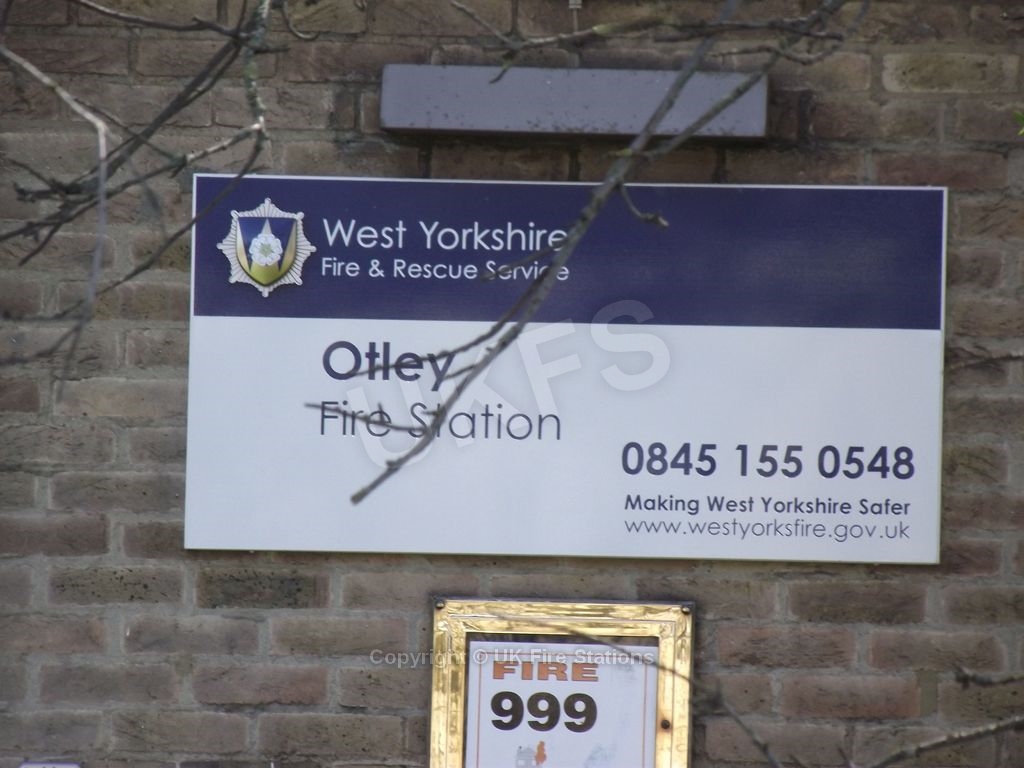 West Yorkshire
Fire & Rescue Service
Otley
Fire Station
UKFS
0845 155 0548
Making West Yorkshire Safer
www.westyorksfire.gov.uk
Copyright © UK Fire Stations
FIRE
999